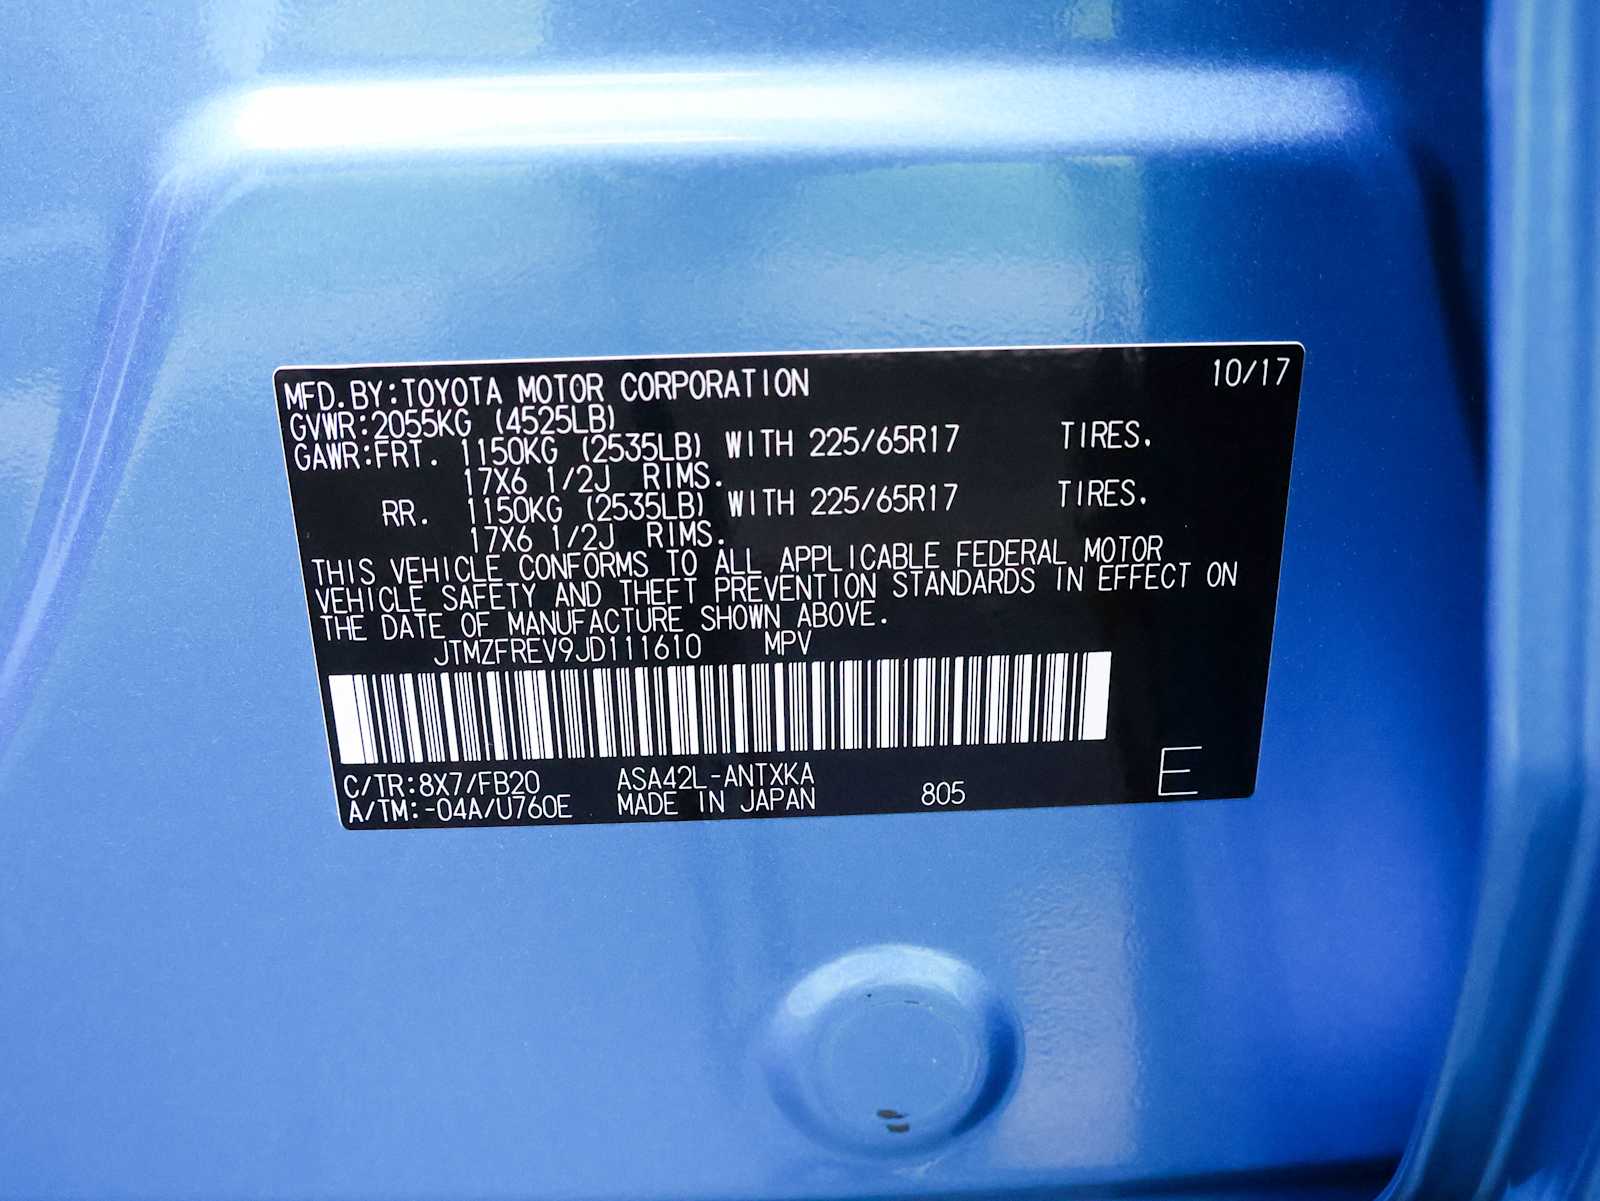 10/17
MFD.BY:TOYOTA MOTOR CORPORATION
GVWR:2055KG (4525LB)
GAWR:FRT. 1150KG (2535LB) WITH 225/65R17 TIRES.
17X6 1/2J RIMS.
RR. 1150KG (2535LB) WITH 225/65R17 TIRES.
17X6 1/2J RIMS.
THIS VEHICLE CONFORMS TO ALL APPLICABLE FEDERAL MOTOR
VEHICLE SAFETY AND THEFT PREVENTION STANDARDS IN EFFECT ON
THE DATE OF MANUFACTURE SHOWN ABOVE.
JTMZFREV9JD111610 MPV
C/TR:8X7/FB20 ASA42L-ANTXKA
A/TM:-04A/U760E MADE IN JAPAN 805 E